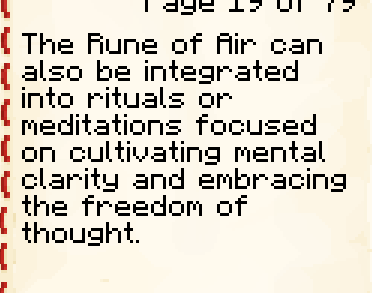 Page 19 of 79
The Rune of Air can
also be integrated
into rituals or
meditations focused
on cultivating mental
clarity and embracing
the freedom of
thought.